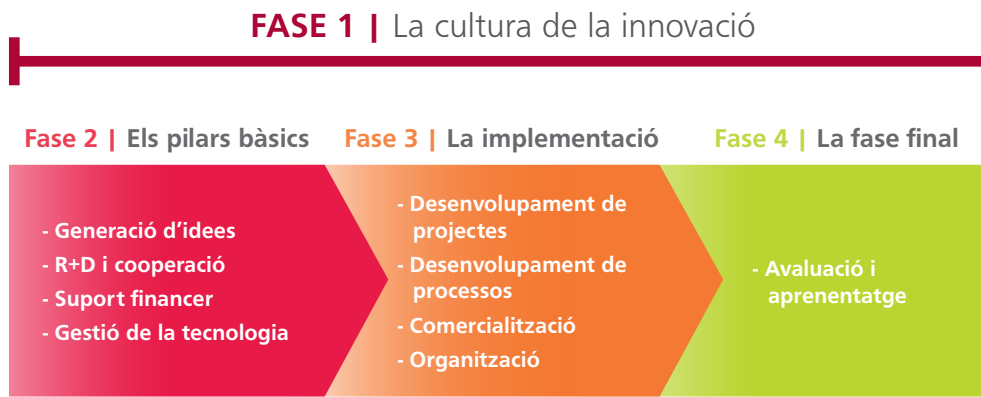 FASE 1 | La cultura de la innovació
Fase 2 | Els pilars bàsics
- Generació d'idees
- R+D i cooperació
- Suport financer
- Gestió de la tecnologia
Fase 3 | La implementació
- Desenvolupament de
projectes
- Desenvolupament de
processos
- Comercialització
- Organització
Fase 4 | La fase final
- Avaluació i
aprenentatge